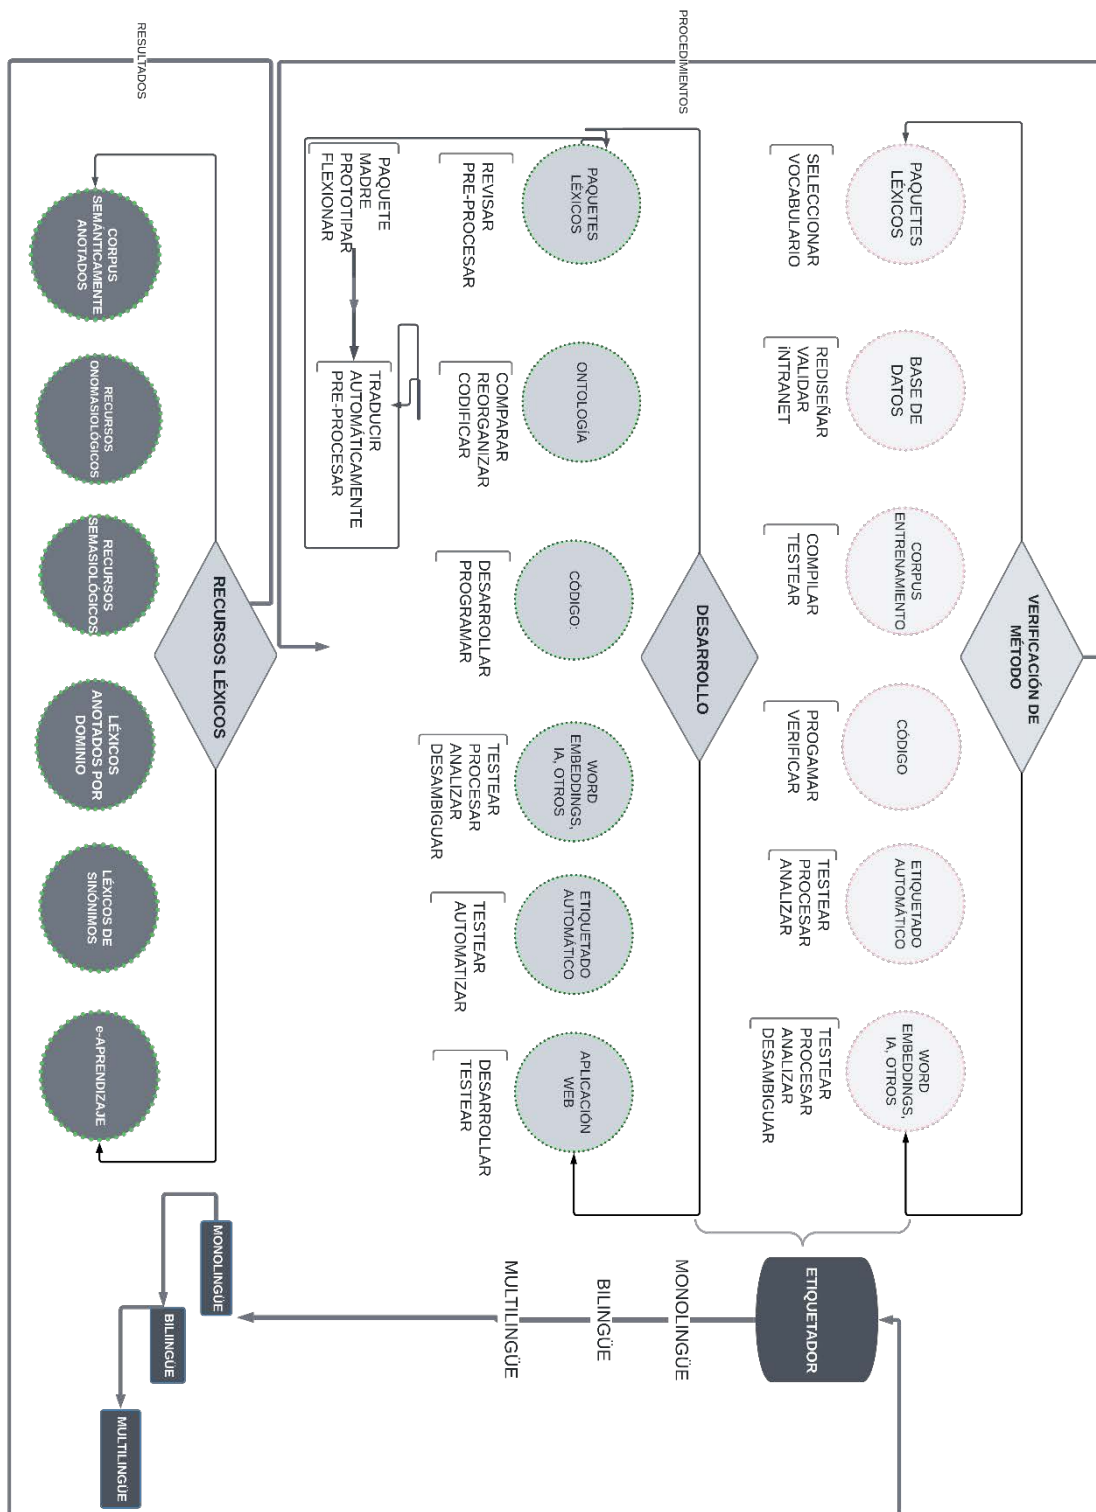 VERIFICACIÓN DE
MÉTODO
PAQUETES
LÉXICOS
SELECCIONAR
VOCABULARIO
BASE DE
DATOS
REDISEÑAR
VALIDAR
INTRANET
CORPUS
ENTRENAMIENTO
COMPILAR
TESTEAR
CÓDIGO
PROGAMAR
VERIFICAR
ETIQUETADO
AUTOMÁTICO
TESTEAR
PROCESAR
ANALIZAR
WORD
EMBEDDINGS,
IA, OTROS
TESTEAR
PROCESAR
ANALIZAR
DESAMBIGUAR
ETIQUETADOR
PROCEDIMIENTOS
DESARROLLO
PAQUETES
LÉXICOS
REVISAR
PRE-PROCESAR
PAQUETE
MADRE
PROTOTIPAR
FLEXIONAR
ONTOLOGÍA
COMPARAR
REORGANIZAR
CODIFICAR
TRADUCIR
AUTOMÁTICAMENTE
PRE-PROCESAR
CÓDIGO:
DESARROLLAR
PROGRAMAR
WORD
EMBEDDINGS,
IA, OTROS
TESTEAR
PROCESAR
ANALIZAR
DESAMBIGUAR
ETIQUETADO
AUTOMÁTICO
TESTEAR
AUTOMATIZAR
APLICACIÓN
WEB
DESARROLLAR
TESTEAR
MONOLINGÜE
BILINGÜE
MULTILINGÜE
RESULTADOS
RECURSOS LÉXICOS
CORPUS
SEMÁNTICAMENTE
ANOTADOS
RECURSOS
ONOMASIOLÓGICOS
RECURSOS
SEMASIOLÓGICOS
LÉXICOS
ANOTADOS POR
DOMINIO
LÉXICOS DE
SINÓNIMOS
e-APRENDIZAJE
MONOLINGÜE
BILIINGÜE
MULTILINGÜE